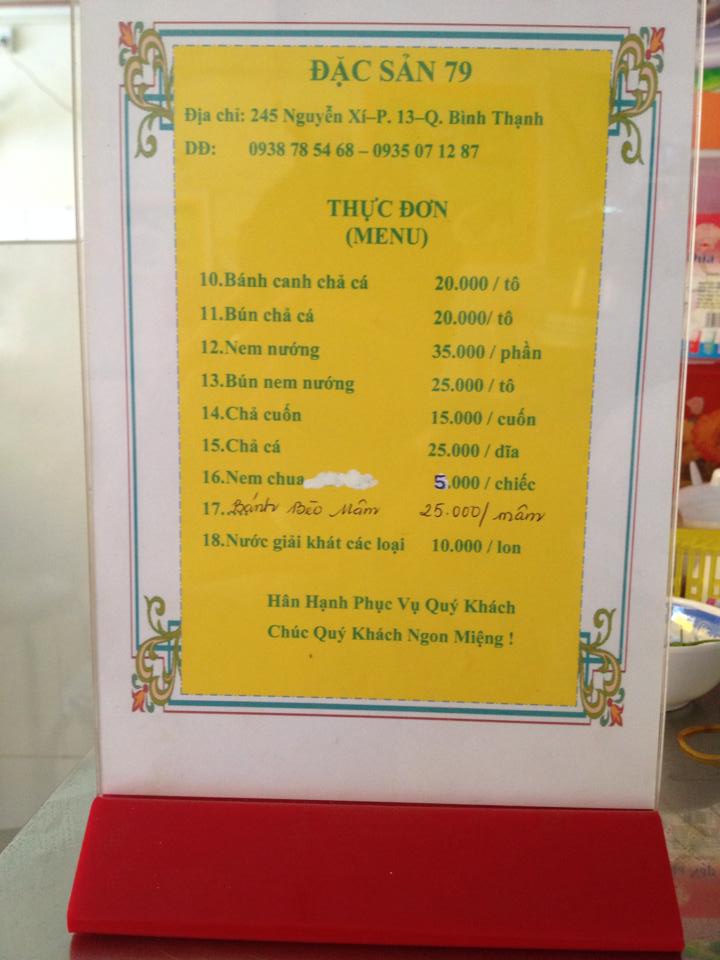 ĐẶC SẢN 79
Địa chỉ: 245 Nguyễn Xí–P. 13–Q. Bình Thạnh
DĐ: 0938 78 54 68 – 0935 07 12 87
THỰC ĐƠN
(MENU)
10.Bánh canh chả cá 20.000 / tô
11.Bún chả cá 20.000/ tô
12.Nem nướng 35.000 / phần
13.Bún nem nướng 25.000 / tô
14.Chả cuốn 15.000 / cuốn
15.Chả cá 25.000 / dĩa
16.Nem chua 5.000 / chiếc
17....Bánh Bèo Mâm 25.000/ mâm
18.Nước giải khát các loại 10.000 / lon
Hân Hạnh Phục Vụ Quý Khách
Chúc Quý Khách Ngon Miệng !